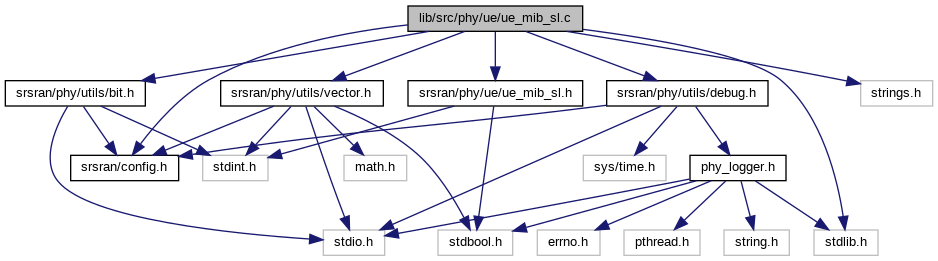 lib/src/phy/ue/ue_mib_sl.c
srsran/phy/utils/bit.h
srsran/phy/utils/vector.h
srsran/phy/ue/ue_mib_sl.h
srsran/phy/utils/debug.h
strings.h
srsran/config.h
stdint.h
math.h
sys/time.h
phy_logger.h
stdio.h
stdbool.h
errno.h
pthread.h
string.h
stdlib.h